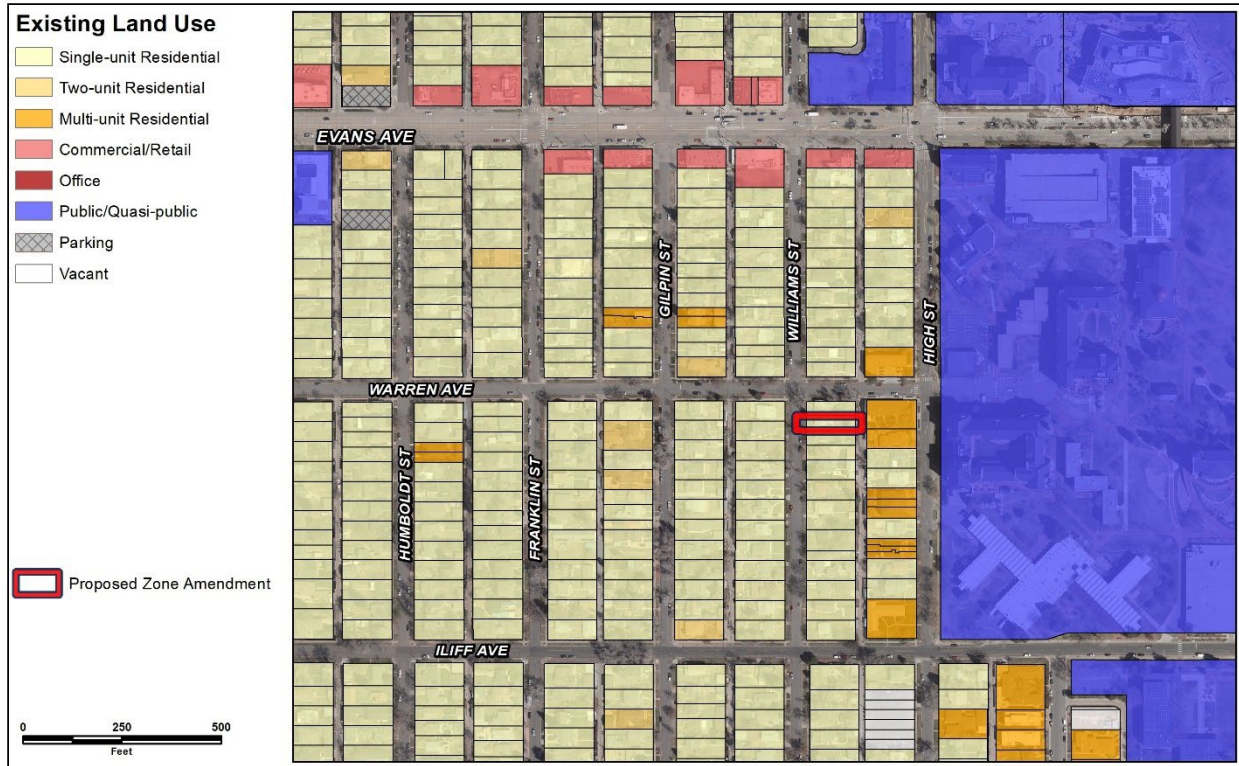 Existing Land Use
Single-unit Residential
Two-unit Residential
Multi-unit Residential
Commercial/Retail
Office
Public/Quasi-public
Parking
Vacant
Proposed Zone Amendment
0 250 500
Feet
EVANS AVE
GILPIN ST
WILLIAMS ST
HIGH ST
WARREN AVE
HUMBOLDT ST
FRANKLIN ST
ILIFF AVE